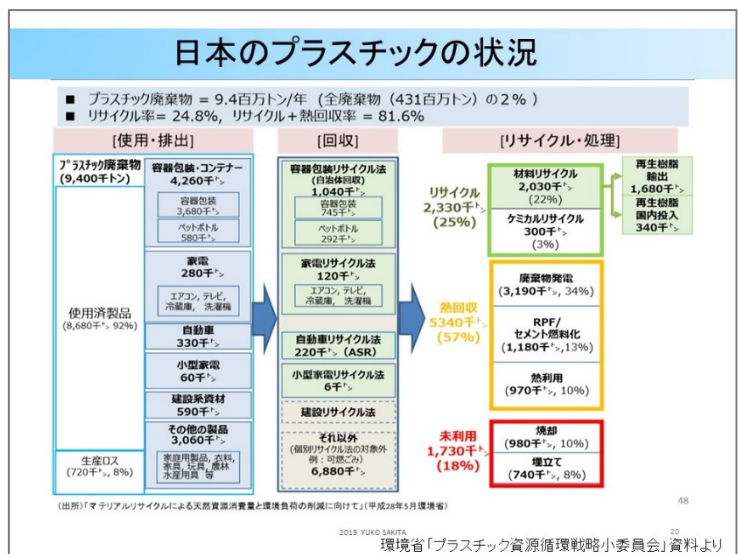 日本のプラスチックの状況
■ プラスチック廃棄物 = 9.4百万トン/年 (全廃棄物（431百万トン）の2％ )
■ リサイクル率= 24.8%, リサイクル＋熱回収率 = 81.6%
[使用・排出]
[回収]
[リサイクル・処理]
プラスチック廃棄物
(9,400千トン)
使用済製品
(8,680千トン 92%)
生産ロス
(720千トン, 8%)
容器包装・コンテナー
4,260千トン
容器包装
3,680千トン
ペットボトル
580千トン
家電
280千トン
エアコン, テレビ,
冷蔵庫, 洗濯機
自動車
330千トン
小型家電
60千トン
建設系資材
590千トン
その他の製品
3,060千トン
家庭用製品, 衣料,
家具, 玩具, 農林
水産用具 等
容器包装リサイクル法
(自治体回収)
1,040千トン
容器包装
745千トン
ペットボトル
292千トン
家電リサイクル法
120千トン
エアコン, テレビ,
冷蔵庫, 洗濯機
自動車リサイクル法
220千トン (ASR)
小型家電リサイクル法
6千トン
建設リサイクル法
それ以外
(個別リサイクル法の対象外
例：可燃ごみ)
6,880千トン
リサイクル
2,330千トン
(25%)
材料リサイクル
2,030千トン
(22%)
ケミカルリサイクル
300千トン
(3%)
再生樹脂
輸出
1,680千トン
再生樹脂
国内投入
340千トン
熱回収
5340千トン
(57%)
廃棄物発電
(3,190千トン, 34%)
RPF/
セメント燃料化
(1,180千トン,13%)
熱利用
(970千トン, 10%)
未利用
1,730千トン
(18%)
焼却
(980千トン, 10%)
埋立て
(740千トン, 8%)
(出所)「マテリアルリサイクルによる天然資源消費量と環境負荷の削減に向けて」(平成28年5月環境省)
48
2019 YUKO SAKITA
20
環境省「プラスチック資源循環戦略小委員会」資料より